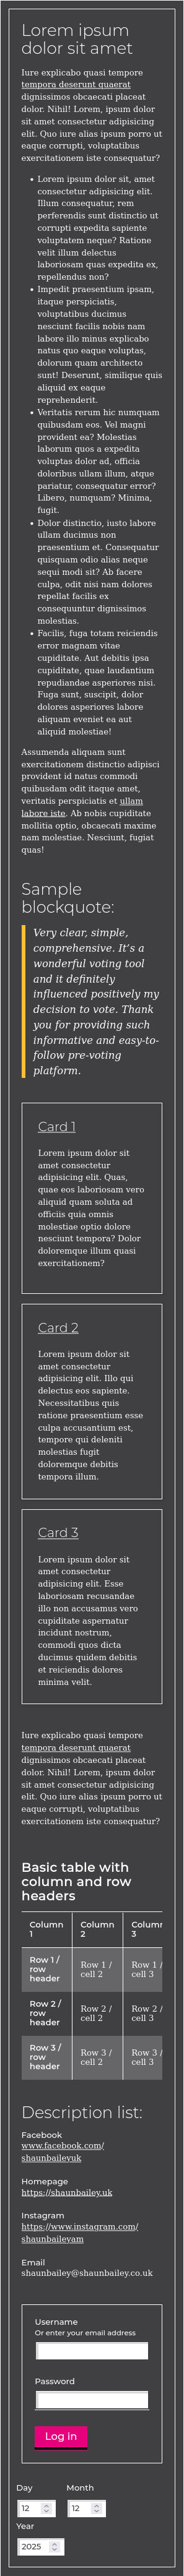 Lorem ipsum
dolor sit amet
Iure explicabo quasi tempore
tempora deserunt quaerat
dignissimos obcaecati placeat
dolor. Nihil! Lorem, ipsum dolor
sit amet consectetur adipisicing
elit. Quo iure alias ipsum porro ut
eaque corrupti, voluptatibus
exercitationem iste consequatur?
• Lorem ipsum dolor sit, amet
consectetur adipisicing elit.
Illum consequatur, rem
perferendis sunt distinctio ut
corrupti expedita sapiente
voluptatem neque? Ratione
velit illum delectus
laboriosam quas expedita ex,
repellendus non?
• Impedit praesentium ipsam,
itaque perspiciatis,
voluptatibus ducimus
nesciunt facilis nobis nam
labore illo minus explicabo
natus quo eaque voluptas,
dolorum quam architecto
sunt! Deserunt, similique quis
aliquid ex eaque
reprehenderit.
• Veritatis rerum hic numquam
quibusdam eos. Vel magni
provident ea? Molestias
laborum quos a expedita
voluptas dolor ad, officia
doloribus ullam illum, atque
pariatur, consequatur error?
Libero, numquam? Minima,
fugit.
• Dolor distinctio, iusto labore
ullam ducimus non
praesentium et. Consequatur
quisquam odio alias neque
sequi modi sit? Ab facere
culpa, odit nisi nam dolores
repellat facilis ex
consequuntur dignissimos
molestias.
• Facilis, fuga totam reiciendis
error magnam vitae
cupiditate. Aut debitis ipsa
cupiditate, quae laudantium
repudiandae asperiores nisi.
Fuga sunt, suscipit, dolor
dolores asperiores labore
aliquam eveniet ea aut
aliquid molestiae!
Assumenda aliquam sunt
exercitationem distinctio adipisci
provident id natus commodi
quibusdam odit itaque amet,
veritatis perspiciatis et ullam
labore iste. Ab nobis cupiditate
mollitia optio, obcaecati maxime
nam molestiae. Nesciunt, fugiat
quas!
Sample
blockquote:
Very clear, simple,
comprehensive. It’s a
wonderful voting tool
and it definitely
influenced positively my
decision to vote. Thank
you for providing such
informative and easy-to-
follow pre-voting
platform.
Card 1
Lorem ipsum dolor sit
amet consectetur
adipisicing elit. Quas,
quae eos laboriosam vero
aliquid quam soluta ad
officiis quia omnis
molestiae optio dolore
nesciunt tempora? Dolor
doloremque illum quasi
exercitationem?
Card 2
Lorem ipsum dolor sit
amet consectetur
adipisicing elit. Illo qui
delectus eos sapiente.
Necessitatibus quis
ratione praesentium esse
culpa accusantium est,
tempore qui deleniti
molestias fugit
doloremque debitis
tempora illum.
Card 3
Lorem ipsum dolor sit
amet consectetur
adipisicing elit. Esse
laboriosam recusandae
illo non accusamus vero
cupiditate aspernatur
incidunt nostrum,
commodi quos dicta
ducimus quidem debitis
et reiciendis dolores
minima velit.
Iure explicabo quasi tempore
tempora deserunt quaerat
dignissimos obcaecati placeat
dolor. Nihil! Lorem, ipsum dolor
sit amet consectetur adipisicing
elit. Quo iure alias ipsum porro ut
eaque corrupti, voluptatibus
exercitationem iste consequatur?
Basic table with
column and row
headers
Column
1
Column
2
Column
3
Row 1 /
row
header
Row 1 /
cell 2
Row 1 /
cell 3
Row 2 /
row
header
Row 2 /
cell 2
Row 2 /
cell 3
Row 3 /
row
header
Row 3 /
cell 2
Row 3 /
cell 3
Description list:
Facebook
www.facebook.com/
shaunbaileyuk
Homepage
https://shaunbailey.uk
Instagram
https://www.instagram.com/
shaunbaileyam
Email
shaunbailey@shaunbailey.co.uk
Username
Or enter your email address
Password
Log in
Day
12
Month
12
Year
2025